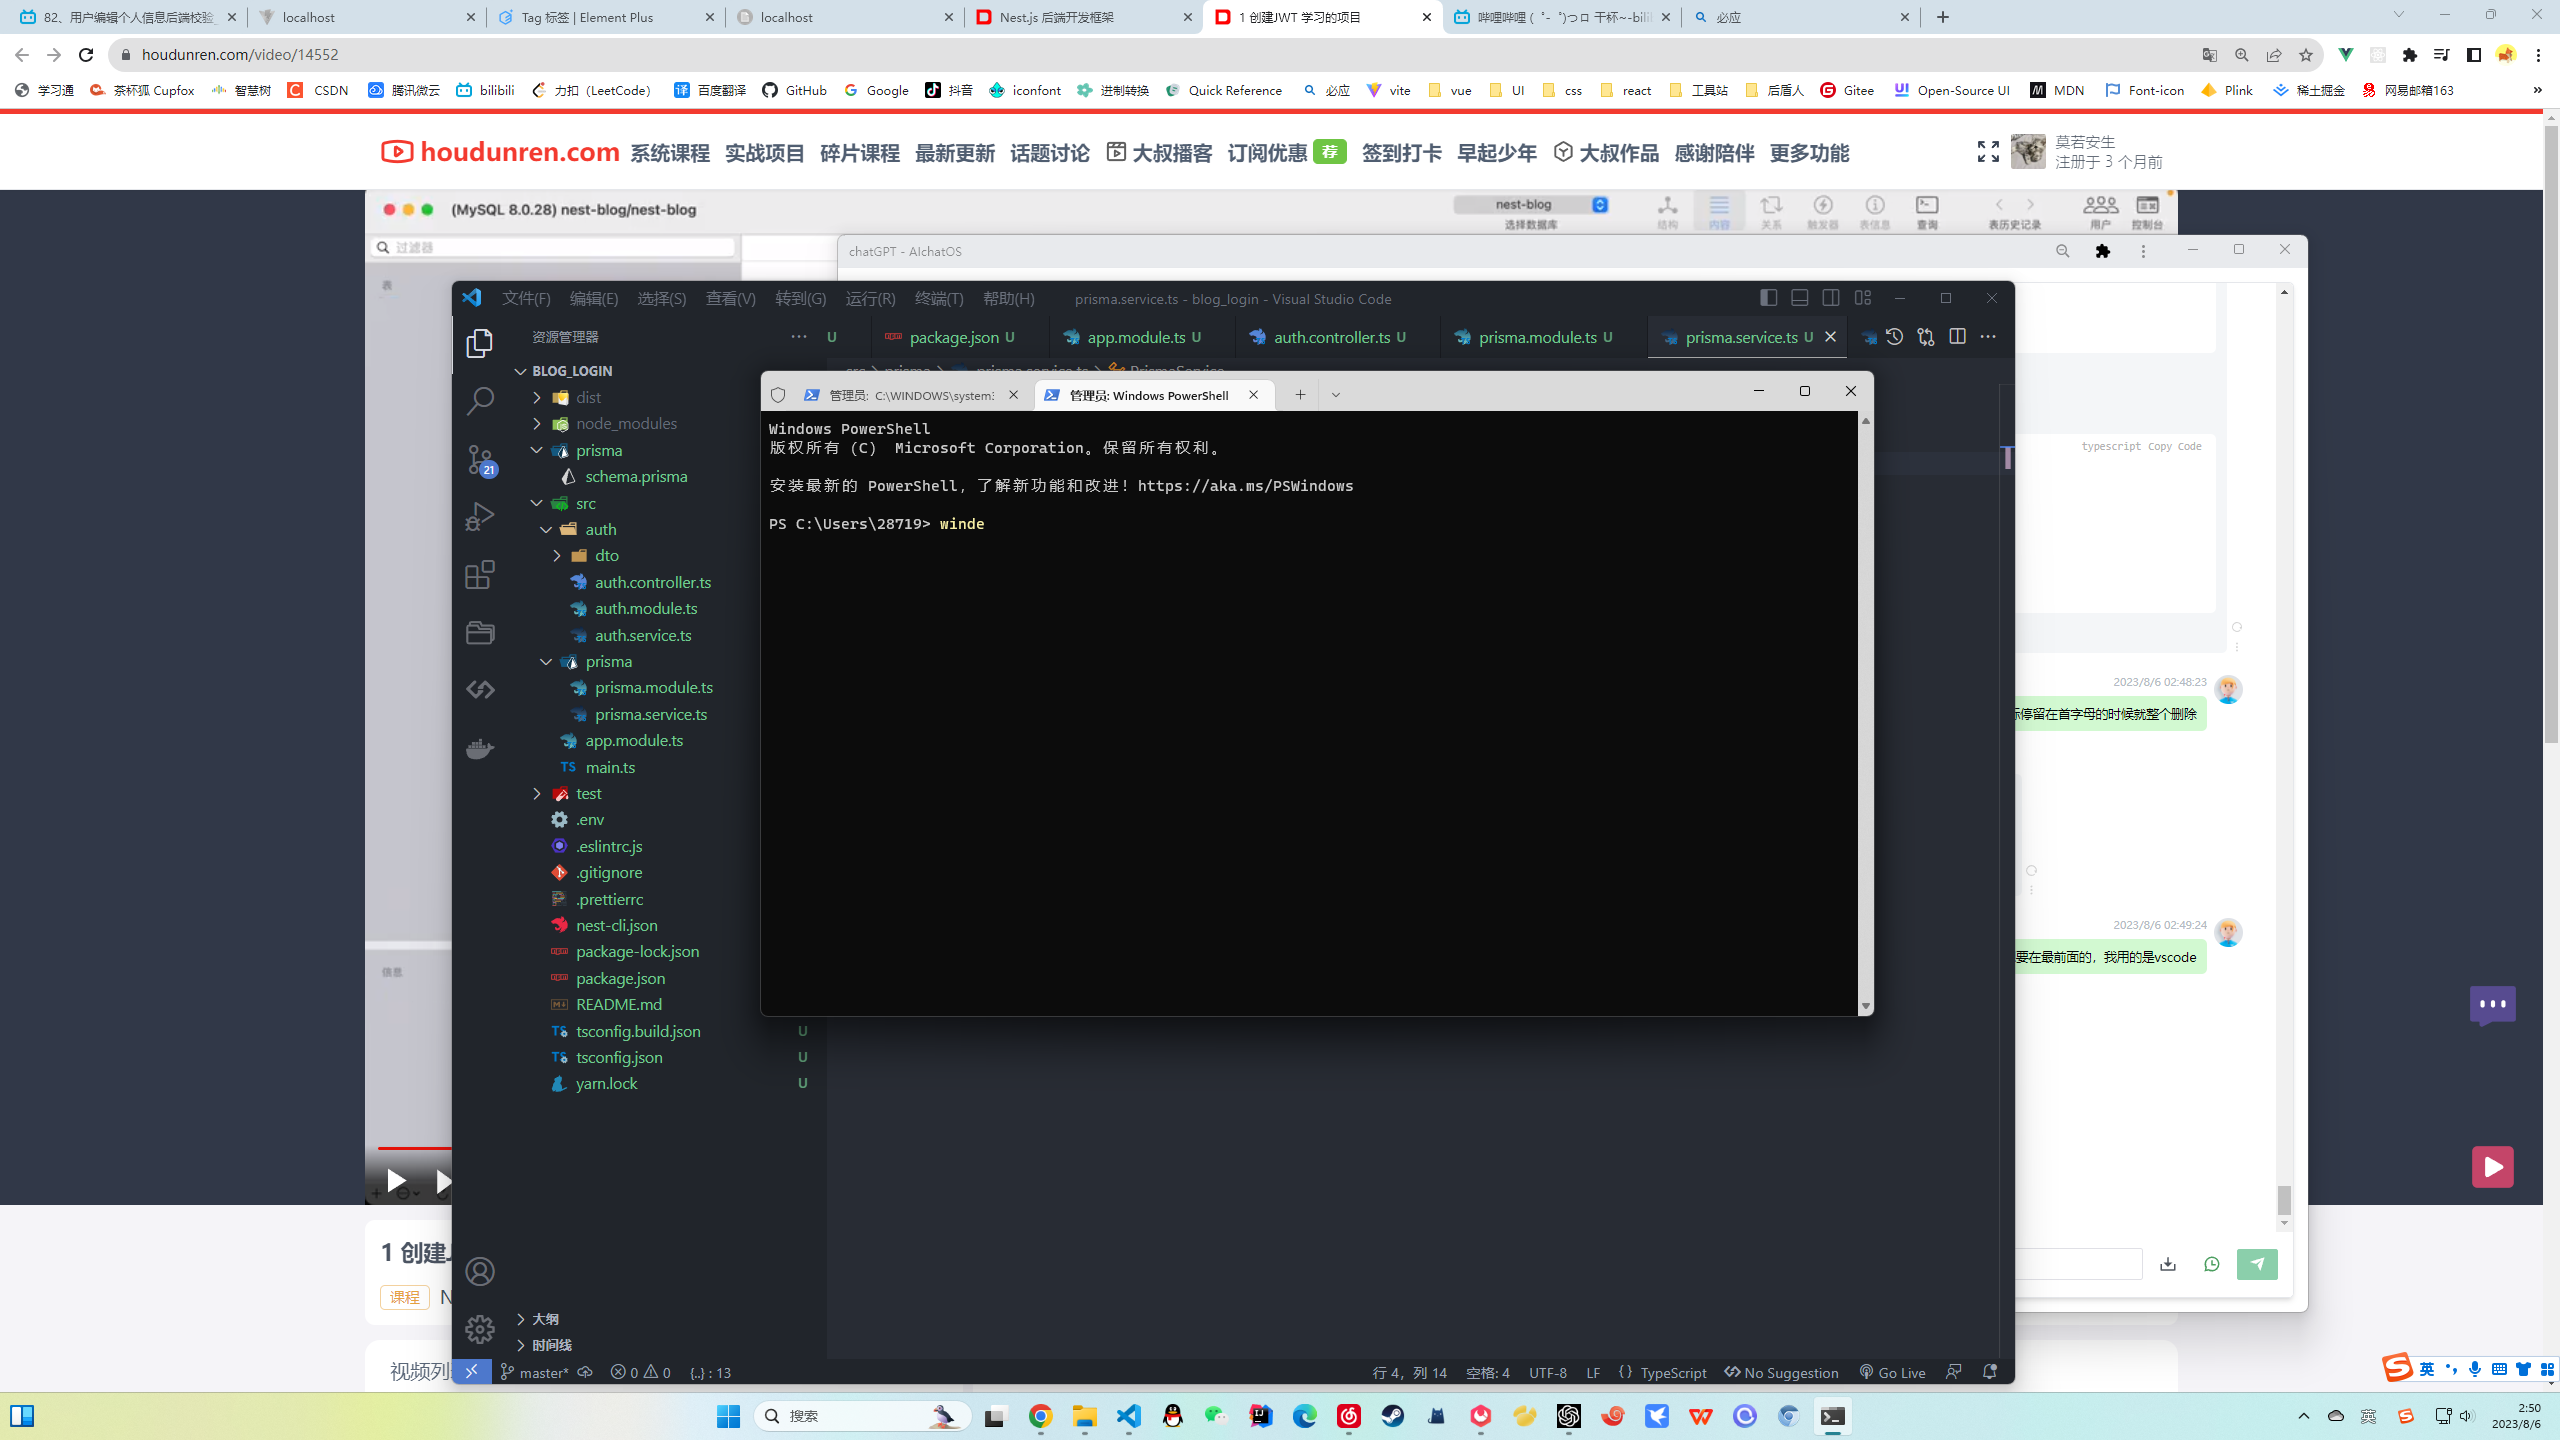 82、用户编辑个人信息后端校验_
localhost
Tag 标签 | Element Plus
localhost
Nest.js 后端开发框架
1 创建JWT 学习的项目
哔哩哔哩 (゜-゜)つロ 干杯~-bili
必应
houdunren.com/video/14552
学习通
茶杯狐 Cupfox
智慧树
CSDN
腾讯微云
bilibili
力扣（LeetCode）
百度翻译
GitHub
Google
抖音
iconfont
进制转换
Quick Reference
必应
vite
vue
UI
css
react
工具站
后盾人
Gitee
Open-Source UI
MDN
Font-icon
Plink
稀土掘金
网易邮箱163
houdunren.com
系统课程 实战项目 碎片课程 最新更新 话题讨论 大叔播客 订阅优惠 荐 签到打卡 早起少年 大叔作品 感谢陪伴 更多功能
莫若安生
注册于 3 个月前
(MySQL 8.0.28) nest-blog/nest-blog
nest-blog
选择数据库
结构 内容 关系 触发器 表信息 查询
表历史记录
用户 控制台
过滤器
表
信息
chatGPT - AIchatOS
typescript Copy Code
2023/8/6 02:48:23
标停留在首字母的时候就整个删除
2023/8/6 02:49:24
要在最前面的，我用的是vscode
文件(F) 编辑(E) 选择(S) 查看(V) 转到(G) 运行(R) 终端(T) 帮助(H)
prisma.service.ts - blog_login - Visual Studio Code
资源管理器
U
package.json U
app.module.ts U
auth.controller.ts U
prisma.module.ts U
prisma.service.ts U
BLOG_LOGIN
dist
node_modules
prisma
schema.prisma
src
auth
dto
auth.controller.ts
auth.module.ts
auth.service.ts
prisma
prisma.module.ts
prisma.service.ts
app.module.ts
main.ts
test
.env
.eslintrc.js
.gitignore
.prettierrc
nest-cli.json
package-lock.json
package.json
README.md
tsconfig.build.json U
tsconfig.json U
yarn.lock U
21
大纲
时间线
管理员: C:\WINDOWS\system:
管理员: Windows PowerShell
Windows PowerShell
版权所有 (C) Microsoft Corporation。保留所有权利。
安装最新的 PowerShell，了解新功能和改进！https://aka.ms/PSWindows
PS C:\Users\28719> winde
master*
0 0
{..} : 13
行 4，列 14
空格: 4
UTF-8
LF
TypeScript
No Suggestion
Go Live
1 创建J
课程
N
视频列
英
搜索
英
2:50
2023/8/6